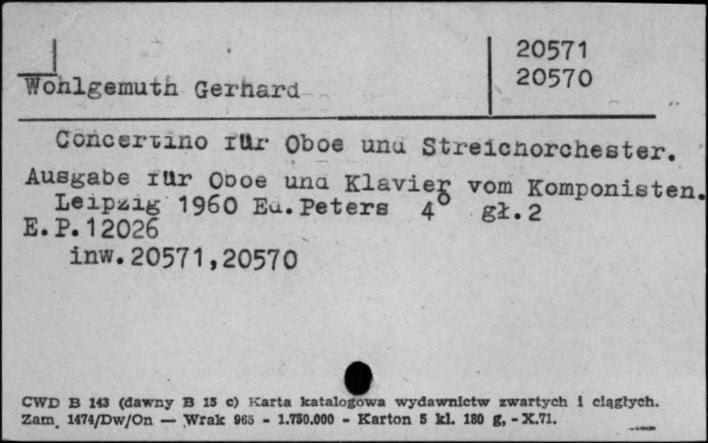 20571
20570
Wohlgemuth Gerhard
Concertino für Oboe und Streichorchester.
Ausgabe für Oboe und Klavier vom Komponisten.
Leipzig 1960 Ed.Peters 4° gł.2
E.P.12026
inw.20571,20570
CWD B 143 (dawny B 15 c) Karta katalogowa wydawnictw zwartych i ciągłych.
Zam. 1474/Dw/On — Wrak 965 - 1.750.000 - Karton 5 kl. 180 g, - X.71.